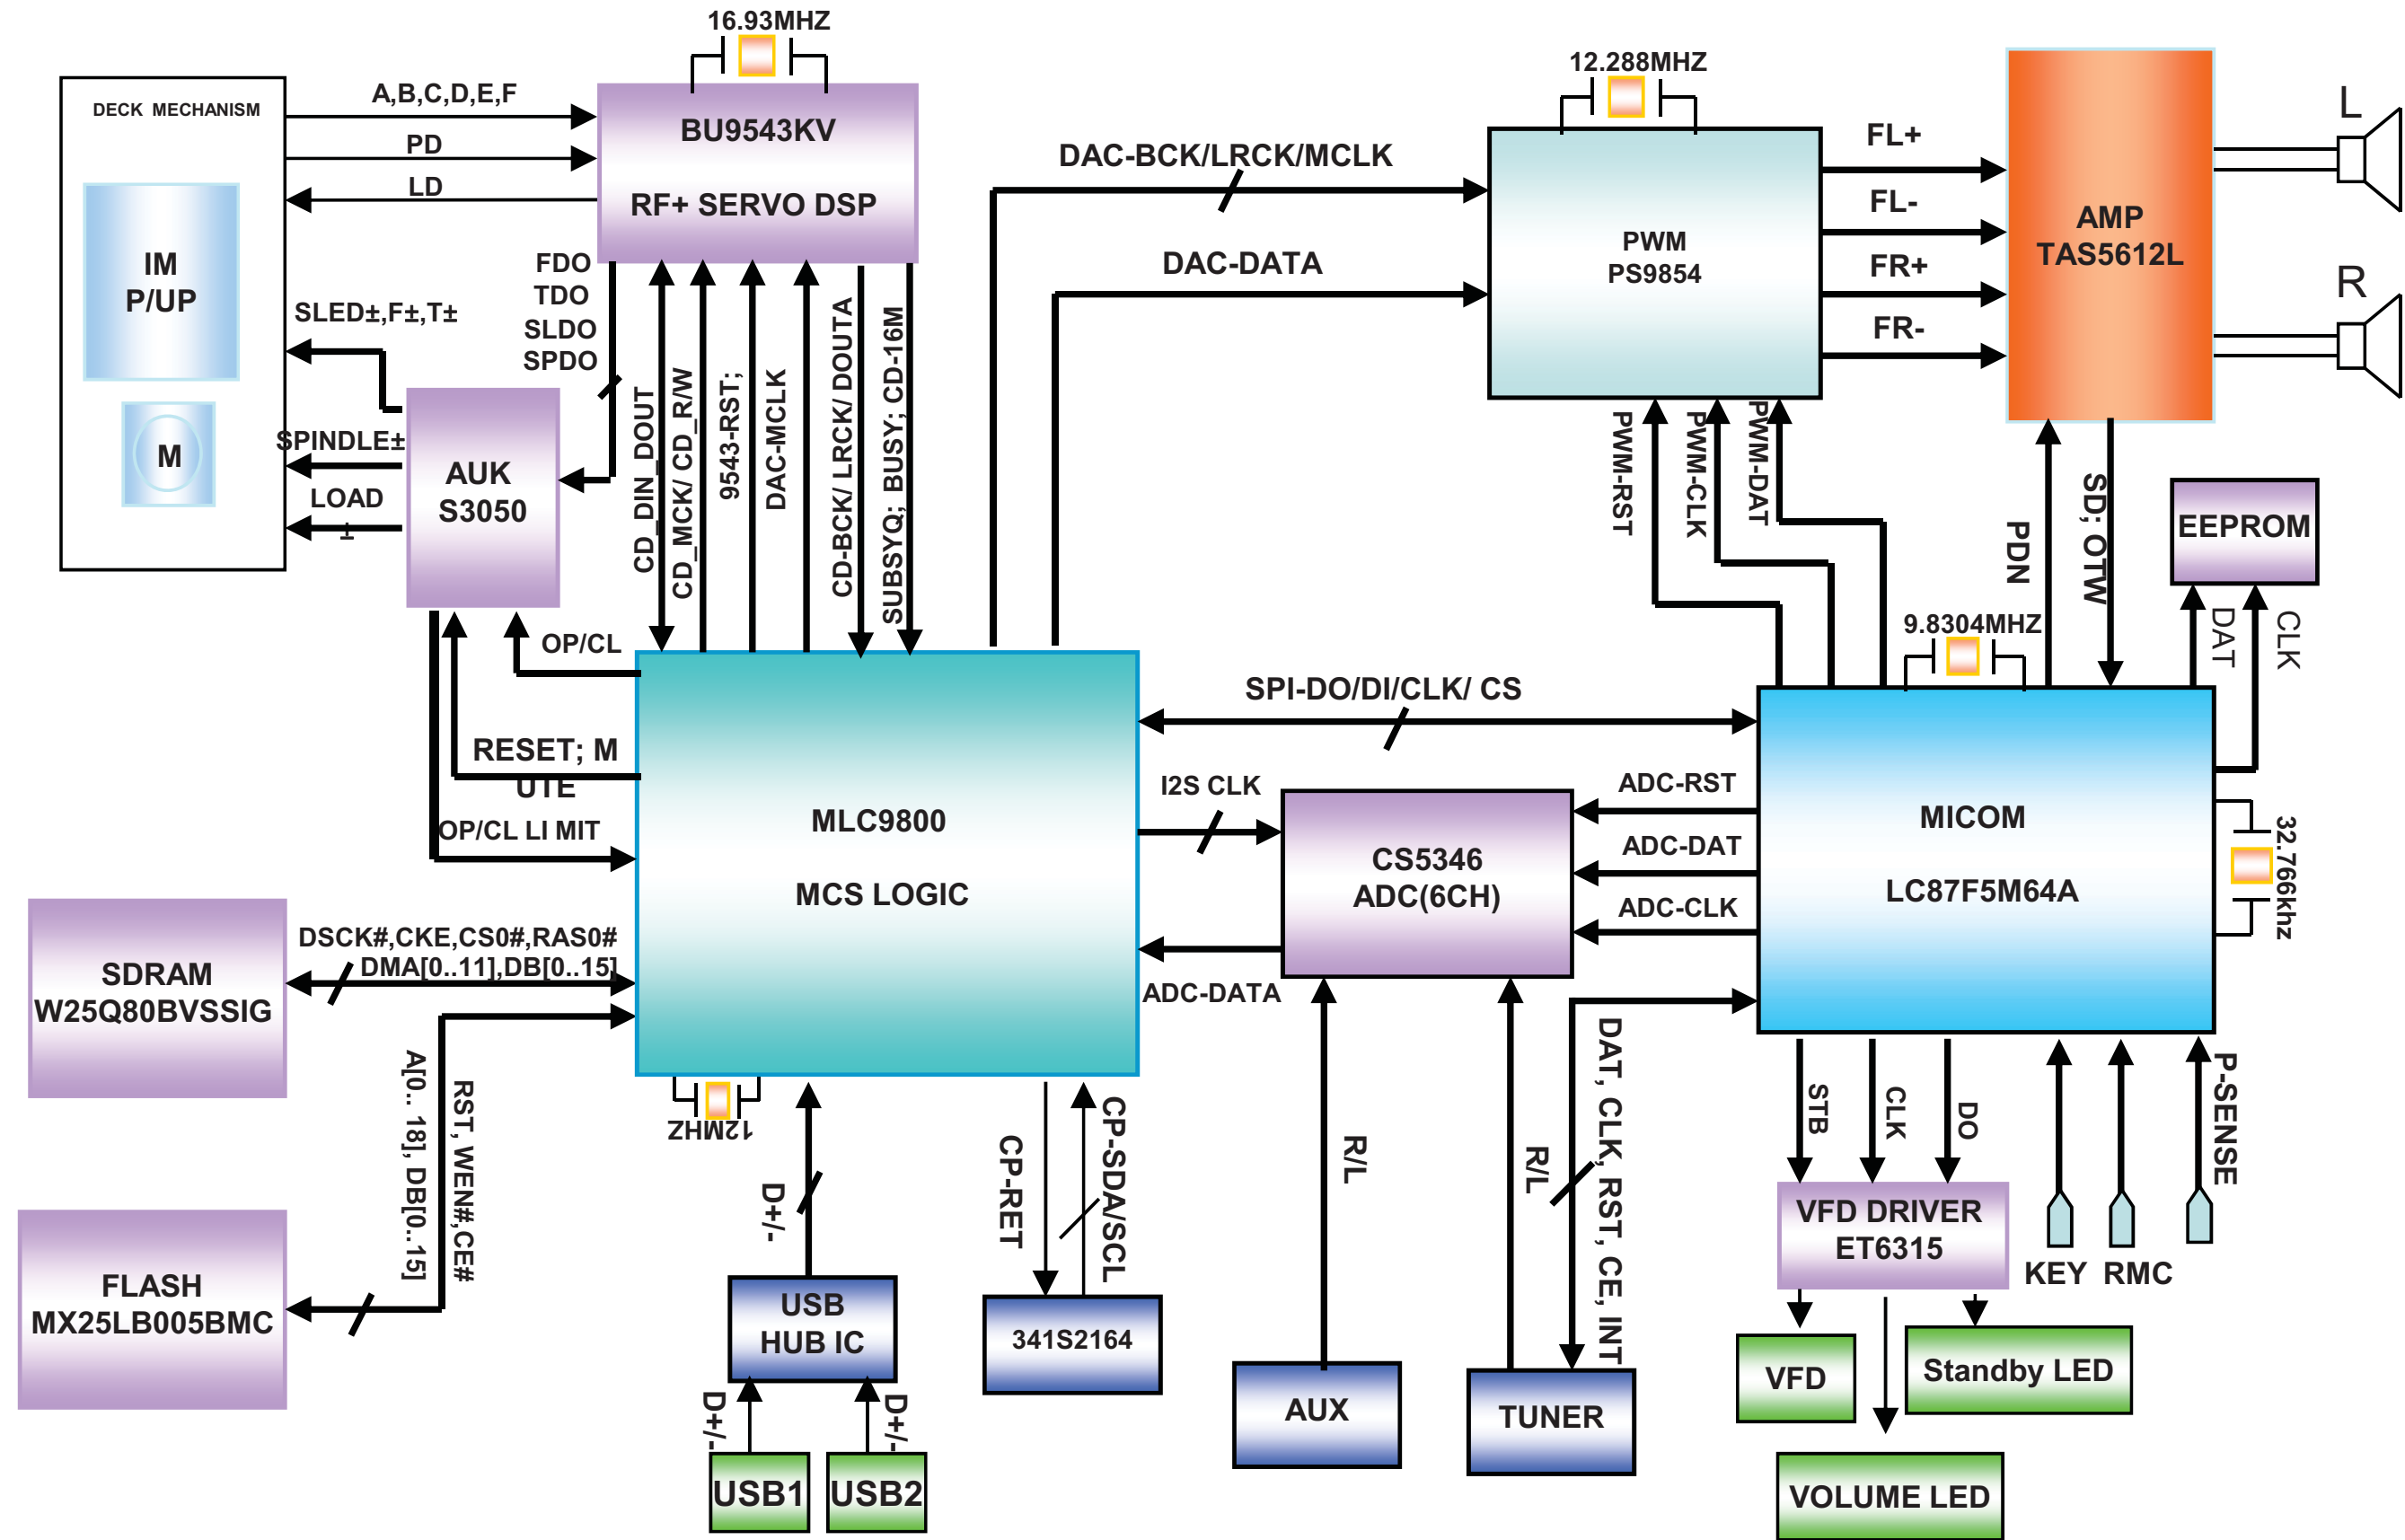 16.93MHZ
DECK MECHANISM
A,B,C,D,E,F
PD
LD
BU9543KV
RF+ SERVO DSP
IM
P/UP
M
SLED±,F±,T±
SPINDLE±
LOAD
±
FDO
TDO
SLDO
SPDO
AUK
S3050
CD_DIN_DOUT
CD_MCK/ CD_R/W
9543-RST;
DAC-MCLK
CD-BCK/ LRCK/ DOUTA
SUBSYQ; BUSY; CD-16M
DAC-BCK/LRCK/MCLK
DAC-DATA
12.288MHZ
PWM
PS9854
FL+
FL-
FR+
FR-
AMP
TAS5612L
L
R
PWM-RST
PWM-CLK
PWM-DAT
PDN
SD; OTW
EEPROM
DAT
CLK
9.8304MHZ
OP/CL
RESET; M
UTE
OP/CL LI MIT
MLC9800
MCS LOGIC
SPI-DO/DI/CLK/ CS
I2S CLK
ADC-DATA
CS5346
ADC(6CH)
ADC-RST
ADC-DAT
ADC-CLK
MICOM
LC87F5M64A
32.766khz
SDRAM
W25Q80BVSSIG
DSCK#,CKE,CS0#,RAS0#
DMA[0..11],DB[0..15]
FLASH
MX25LB005BMC
RST, WEN#,CE#
A[0.. 18], DB[0..15]
12MHZ
D+/-
USB
HUB IC
D+/-
D+/-
USB1
USB2
CP-RET
CP-SDA/SCL
341S2164
R/L
AUX
R/L
TUNER
DAT, CLK, RST, CE, INT
STB
CLK
DO
P-SENSE
VFD DRIVER
ET6315
KEY
RMC
VFD
Standby LED
VOLUME LED